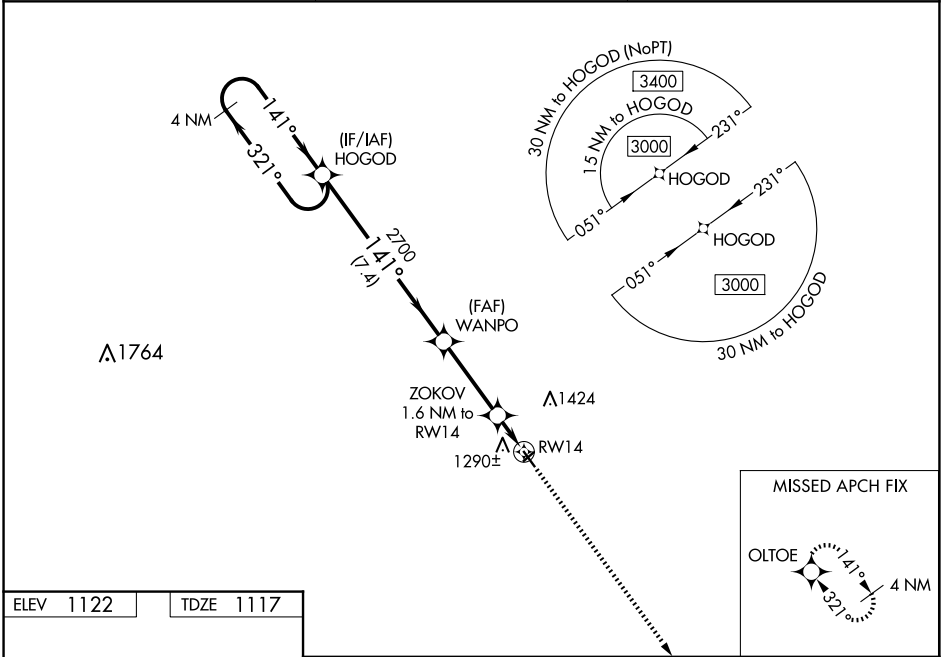 30 NM to HOGOD (NoPT)
3400
15 NM to HOGOD
3000
231°
051°
HOGOD
4 NM
141°
321°
(IF/IAF)
HOGOD
2700
141°
(7.4)
231°
051°
HOGOD
3000
30 NM to HOGOD
(FAF)
WANPO
1764
ZOKOV
1.6 NM to
RW14
1424
1290±
RW14
MISSED APCH FIX
OLTOE
141°
321°
4 NM
ELEV 1122
TDZE 1117